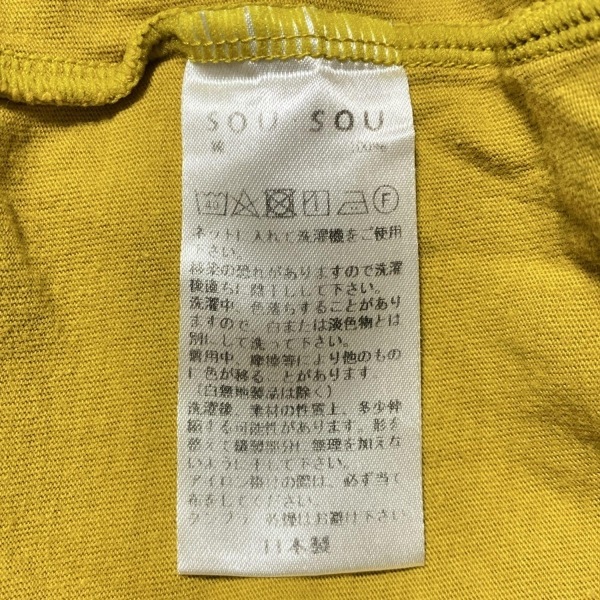 SOU・SOU
綿 100%
ネットに入れて洗濯機をご使用
下さい。
移染の恐れがありますので洗濯
後直ちに陰干しして下さい。
洗濯中、色落ちすることがあり
ますので、白または淡色物とは
別にして洗って下さい。
着用中、摩擦等により他のもの
に色が移ることがあります
（白無地製品は除く）
洗濯後、素材の性質上、多少伸
縮する可能性があります。形を
整えて縫製部分に無理を加えな
いように干して下さい。
アイロン掛けの際は、必ず当て
布をして下さい。
タンブラー乾燥はお避け下さい
日本製